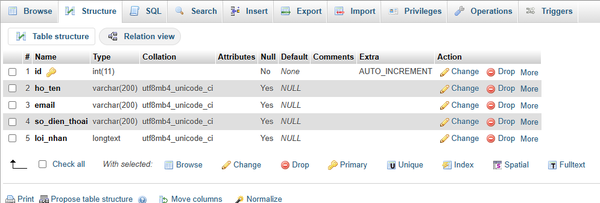 Browse Structure SQL Search Insert Export Import Privileges Operations Triggers
Table structure Relation view
# Name Type Collation Attributes Null Default Comments Extra Action
1 id int(11) No None AUTO_INCREMENT Change Drop More
2 ho_ten varchar(200) utf8mb4_unicode_ci Yes NULL Change Drop More
3 email varchar(200) utf8mb4_unicode_ci Yes NULL Change Drop More
4 so_dien_thoai varchar(200) utf8mb4_unicode_ci Yes NULL Change Drop More
5 loi_nhan longtext utf8mb4_unicode_ci Yes NULL Change Drop More
Check all With selected: Browse Change Drop Primary Unique Index Spatial Fulltext
Print Propose table structure Move columns Normalize